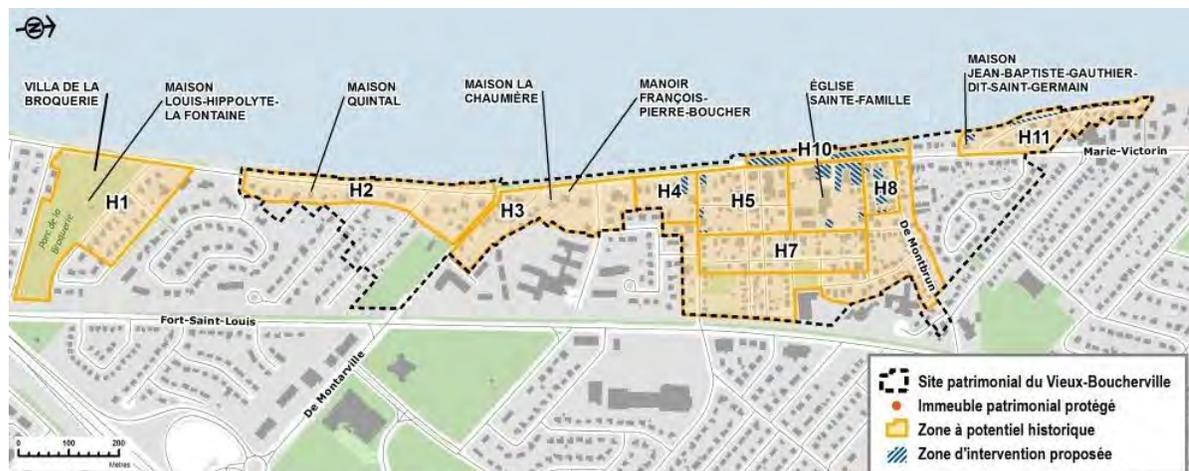 N
VILLA DE LA
BROQUERIE
MAISON
LOUIS-HIPPOLYTE-
LA FONTAINE
MAISON
QUINTAL
MAISON LA
CHAUMIÈRE
MANOIR
FRANÇOIS-
PIERRE-BOUCHER
ÉGLISE
SAINTE-FAMILLE
MAISON
JEAN-BAPTISTE-GAUTHIER-
DIT-SAINT-GERMAIN
H1
Parc de la
Broquerie
H2
H3
H4
H5
H10
H8
H7
H11
Marie-Victorin
De Montbrun
Fort-Saint-Louis
De Montarville
0 100 200
Mètres
Site patrimonial du Vieux-Boucherville
Immeuble patrimonial protégé
Zone à potentiel historique
Zone d'intervention proposée